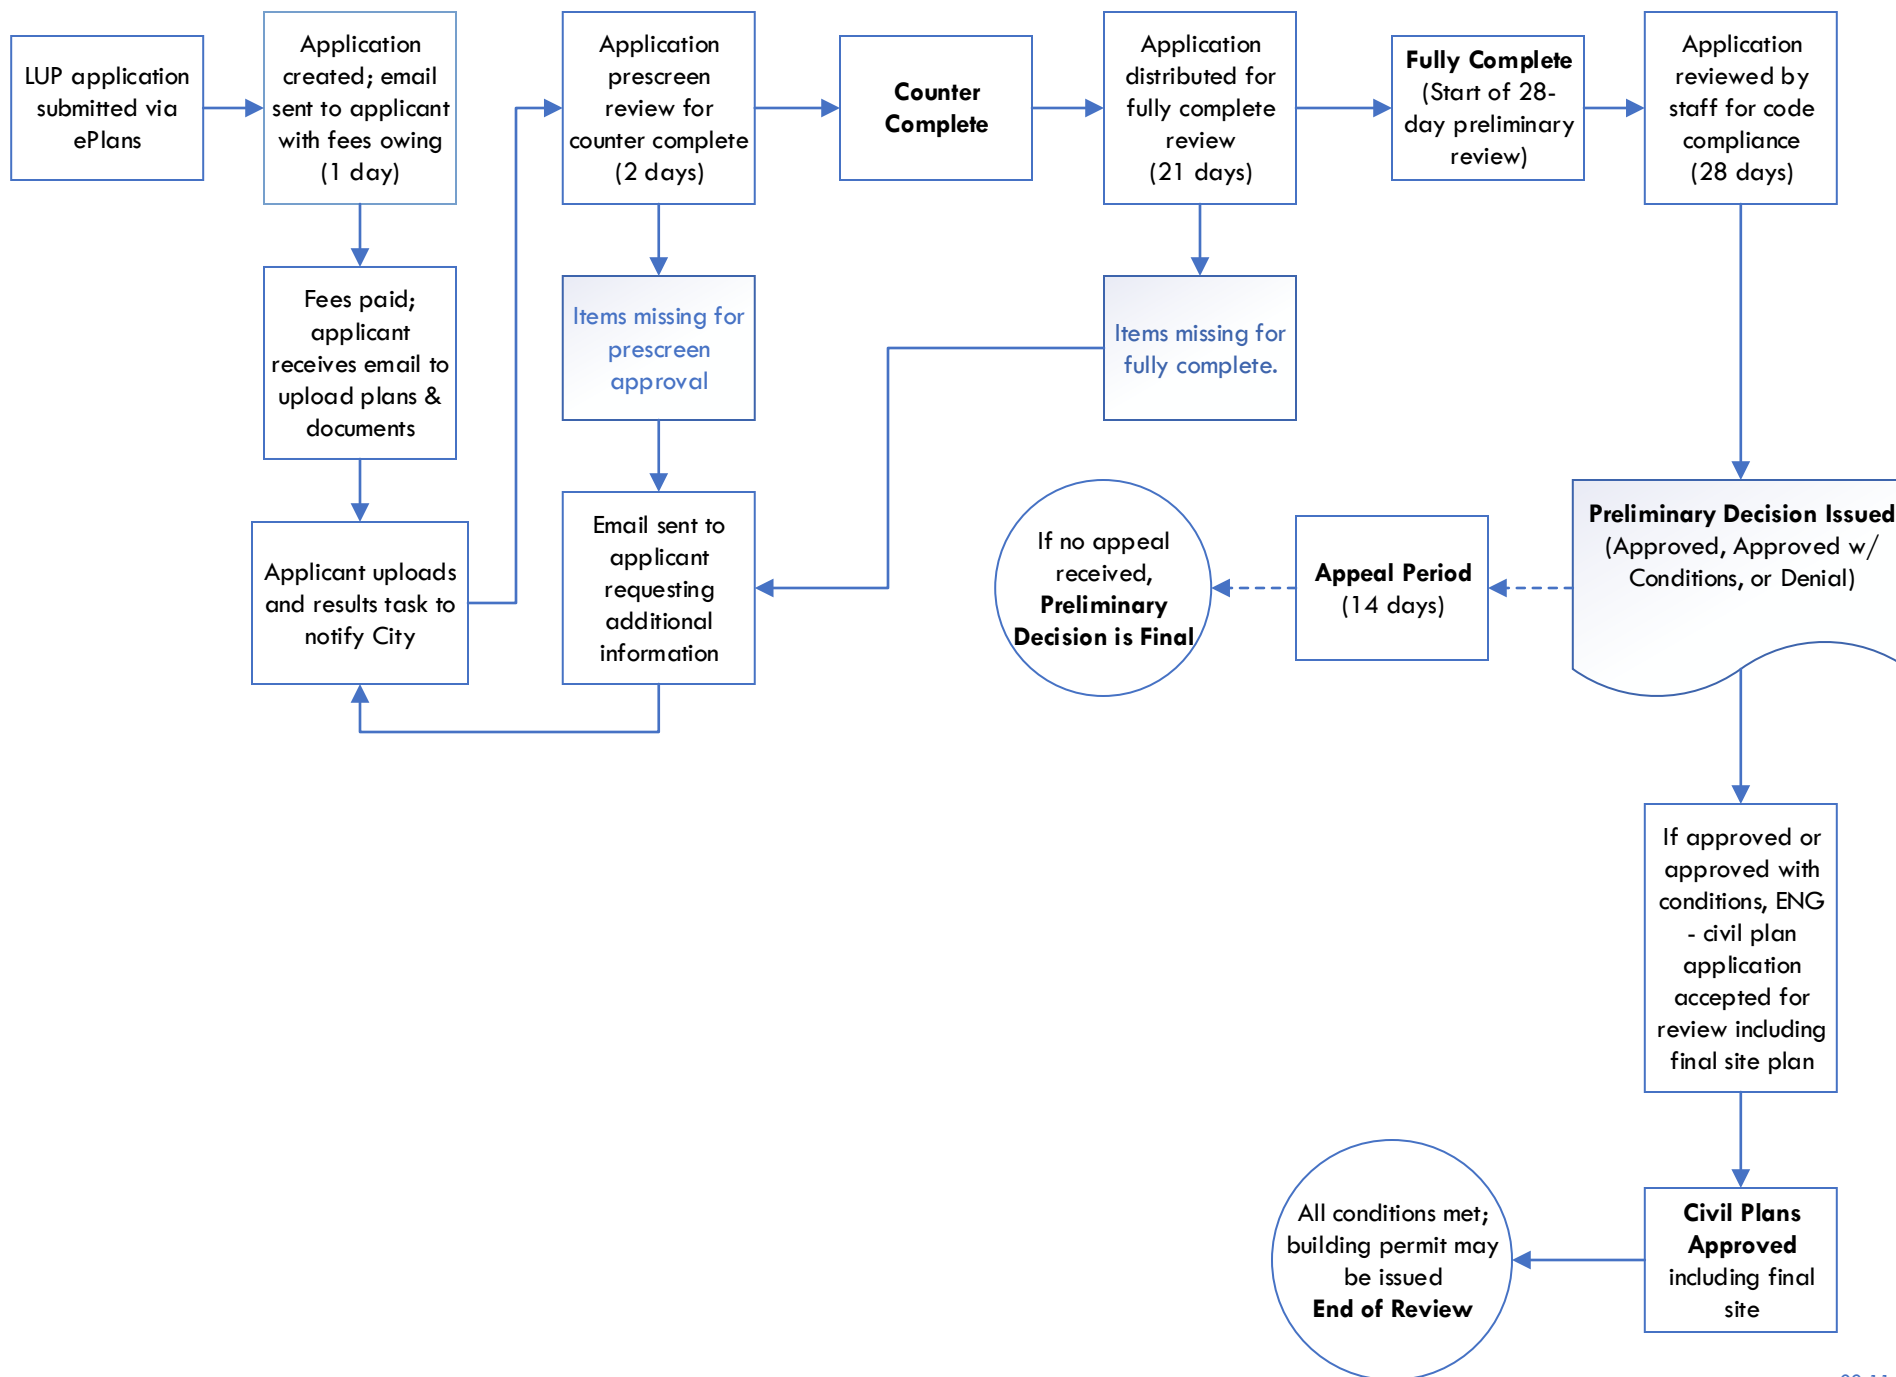 LUP application
submitted via
ePlans
Application
created; email
sent to applicant
with fees owing
(1 day)
Application
prescreen
review for
counter complete
(2 days)
Counter
Complete
Application
distributed for
fully complete
review
(21 days)
Fully Complete
(Start of 28-
day preliminary
review)
Application
reviewed by
staff for code
compliance
(28 days)
Fees paid;
applicant
receives email to
upload plans &
documents
Items missing for
prescreen
approval
Items missing for
fully complete.
Applicant uploads
and results task to
notify City
Email sent to
applicant
requesting
additional
information
If no appeal
received,
Preliminary
Decision is Final
Appeal Period
(14 days)
Preliminary Decision Issued
(Approved, Approved w/
Conditions, or Denial)
If approved or
approved with
conditions, ENG
- civil plan
application
accepted for
review including
final site plan
All conditions met;
building permit may
be issued
End of Review
Civil Plans
Approved
including final
site